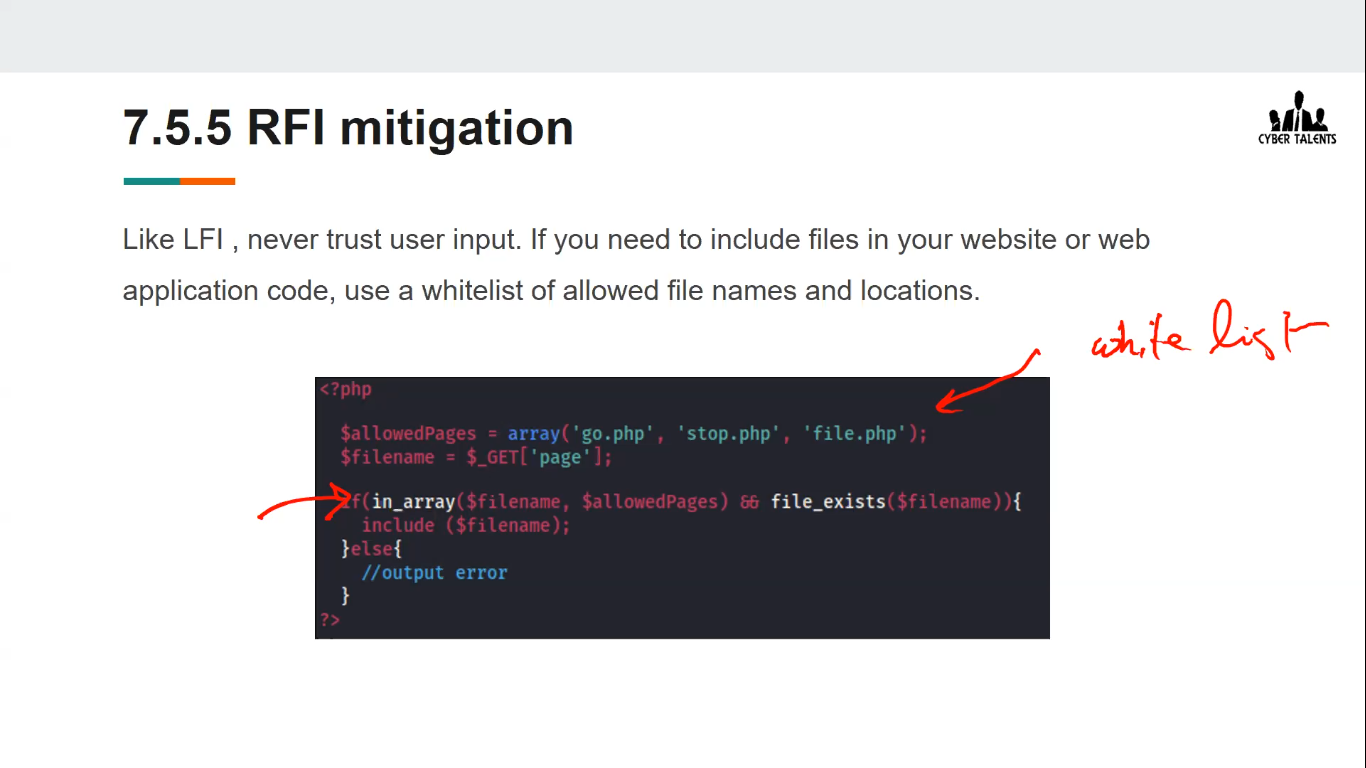 7.5.5 RFI mitigation
CYBER TALENTS
Like LFI , never trust user input. If you need to include files in your website or web
application code, use a whitelist of allowed file names and locations.
white list
<?php
$allowedPages = array('go.php', 'stop.php', 'file.php');
$filename = $_GET['page'];
if(in_array($filename, $allowedPages) && file_exists($filename)){
include ($filename);
}else{
//output error
}
?>